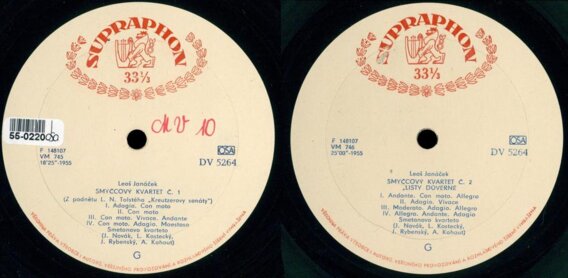 SUPRAPHON
33⅓
MV 10
55-0220
F 148107
VM 745
18'25"-1955
OSA
DV 5264
Leoš Janáček
SMYČCOVÝ KVARTET Č. 1
(Z podnětu L. N. Tolstého „Kreutzerovy sonáty")
I. Adagio. Con moto
II. Con moto
III. Con moto. Vivace. Andante
IV. Con moto. Adagio. Maestoso
Smetanovo kvarteto
(J. Novák, L. Kostecký,
J. Rybenský, A. Kohout)
G
SUPRAPHON
33⅓
F 148107
VM 746
25'00"-1955
OSA
DV 5264
Leoš Janáček
SMYČCOVÝ KVARTET Č. 2
„LISTY DŮVĚRNÉ
I. Andante. Con moto. Allegro
II. Adagio. Vivace
III. Moderato. Adagio. Allegro
IV. Allegro. Andante. Adagio
Smetanovo kvarteto
(J. Novák, L. Kostecký,
J. Rybenský, A. Kohout)
G